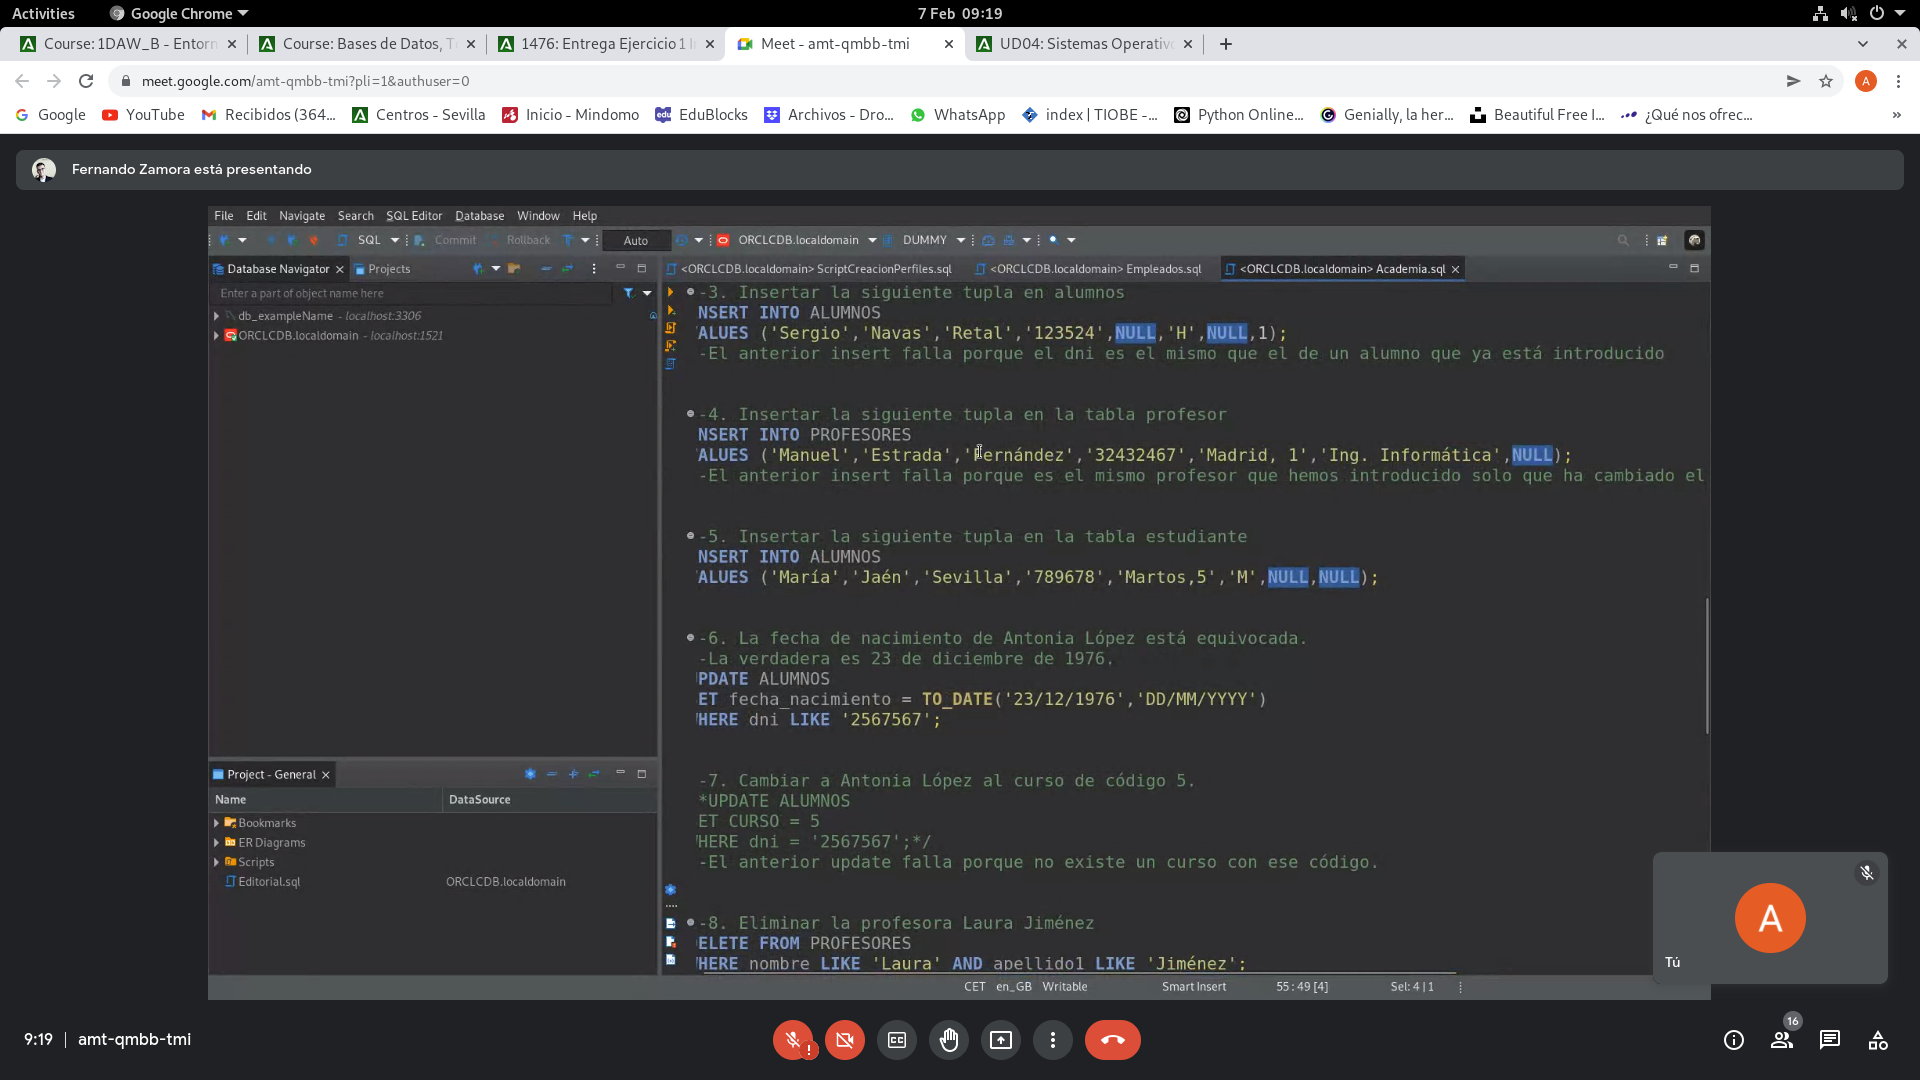 Activities
Google Chrome
7 Feb 09:19
Course: 1DAW_B - Entorn
Course: Bases de Datos, T
1476: Entrega Ejercicio 1 I
Meet - amt-qmbb-tmi
UD04: Sistemas Operativ
meet.google.com/amt-qmbb-tmi?pli=1&authuser=0
A
Google
YouTube
Recibidos (364...
Centros - Sevilla
Inicio - Mindomo
EduBlocks
Archivos - Dro...
WhatsApp
index | TIOBE -...
Python Online...
Genially, la her...
Beautiful Free I...
¿Qué nos ofrec...
Fernando Zamora está presentando
File Edit Navigate Search SQL Editor Database Window Help
SQL Commit Rollback Auto ORCLCDB.localdomain DUMMY
Database Navigator
Projects
<ORCLCDB.localdomain> ScriptCreacionPerfiles.sql
<ORCLCDB.localdomain> Empleados.sql
<ORCLCDB.localdomain> Academia.sql
Enter a part of object name here
db_exampleName - localhost:3306
ORCLCDB.localdomain - localhost:1521
-3. Insertar la siguiente tupla en alumnos
NSERT INTO ALUMNOS
ALUES ('Sergio','Navas','Retal','123524',NULL,'H',NULL,1);
-El anterior insert falla porque el dni es el mismo que el de un alumno que ya está introducido
-4. Insertar la siguiente tupla en la tabla profesor
NSERT INTO PROFESORES
ALUES ('Manuel','Estrada','Fernández','32432467','Madrid, 1','Ing. Informática',NULL);
-El anterior insert falla porque es el mismo profesor que hemos introducido solo que ha cambiado el
-5. Insertar la siguiente tupla en la tabla estudiante
NSERT INTO ALUMNOS
ALUES ('María','Jaén','Sevilla','789678','Martos,5','M',NULL,NULL);
-6. La fecha de nacimiento de Antonia López está equivocada.
-La verdadera es 23 de diciembre de 1976.
PDATE ALUMNOS
ET fecha_nacimiento = TO_DATE('23/12/1976','DD/MM/YYYY')
HERE dni LIKE '2567567';
-7. Cambiar a Antonia López al curso de código 5.
*UPDATE ALUMNOS
ET CURSO = 5
HERE dni = '2567567';*/
-El anterior update falla porque no existe un curso con ese código.
-8. Eliminar la profesora Laura Jiménez
ELETE FROM PROFESORES
HERE nombre LIKE 'Laura' AND apellido1 LIKE 'Jiménez';
Project - General
Name DataSource
Bookmarks
ER Diagrams
Scripts
Editorial.sql ORCLCDB.localdomain
CET en_GB Writable Smart Insert 55:49 [4] Sel: 4 | 1
A
Tú
9:19 | amt-qmbb-tmi
16